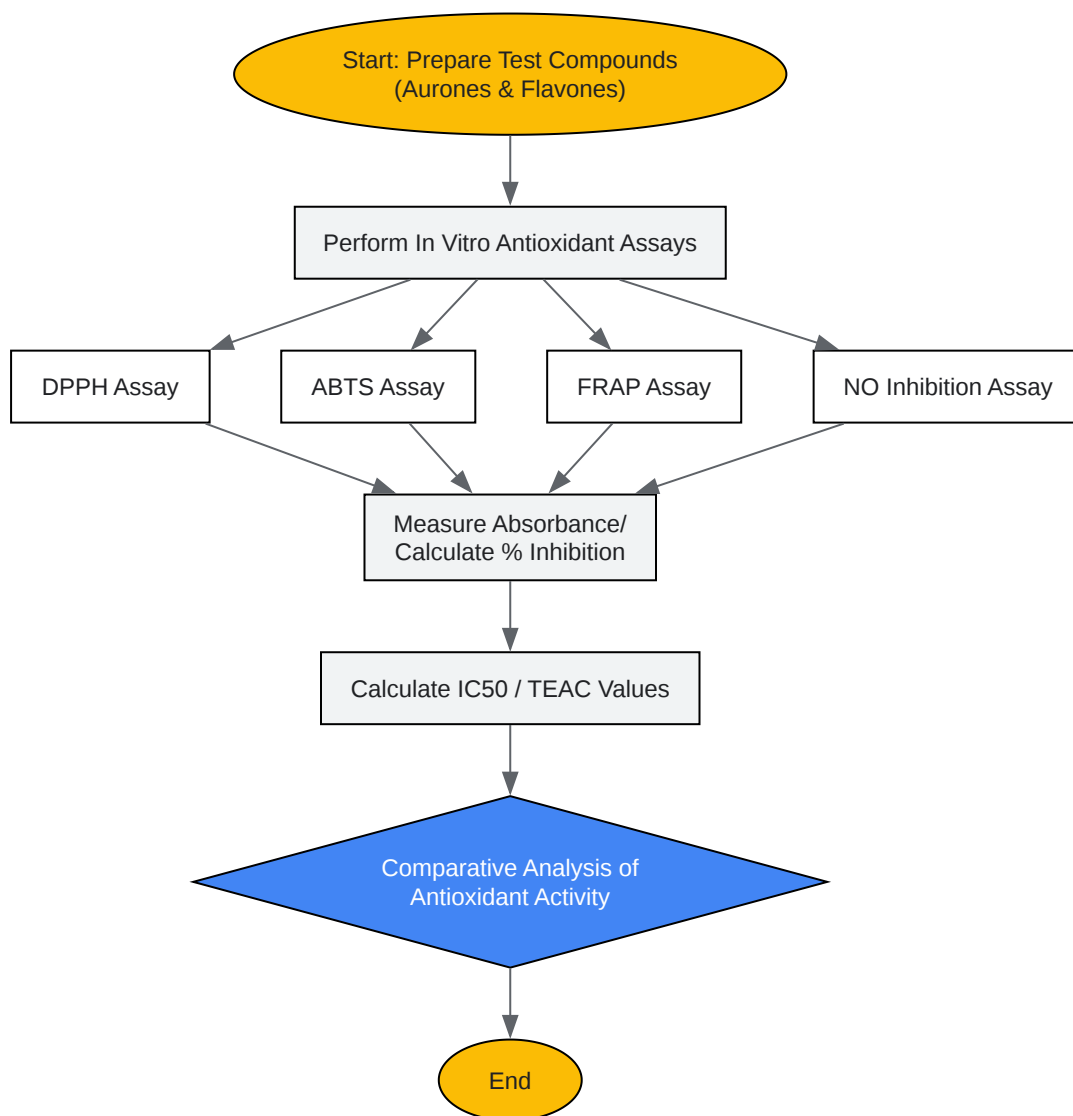 Start: Prepare Test Compounds
(Aurones & Flavones)
Perform In Vitro Antioxidant Assays
DPPH Assay
ABTS Assay
FRAP Assay
NO Inhibition Assay
Measure Absorbance/
Calculate % Inhibition
Calculate IC50 / TEAC Values
Comparative Analysis of
Antioxidant Activity
End